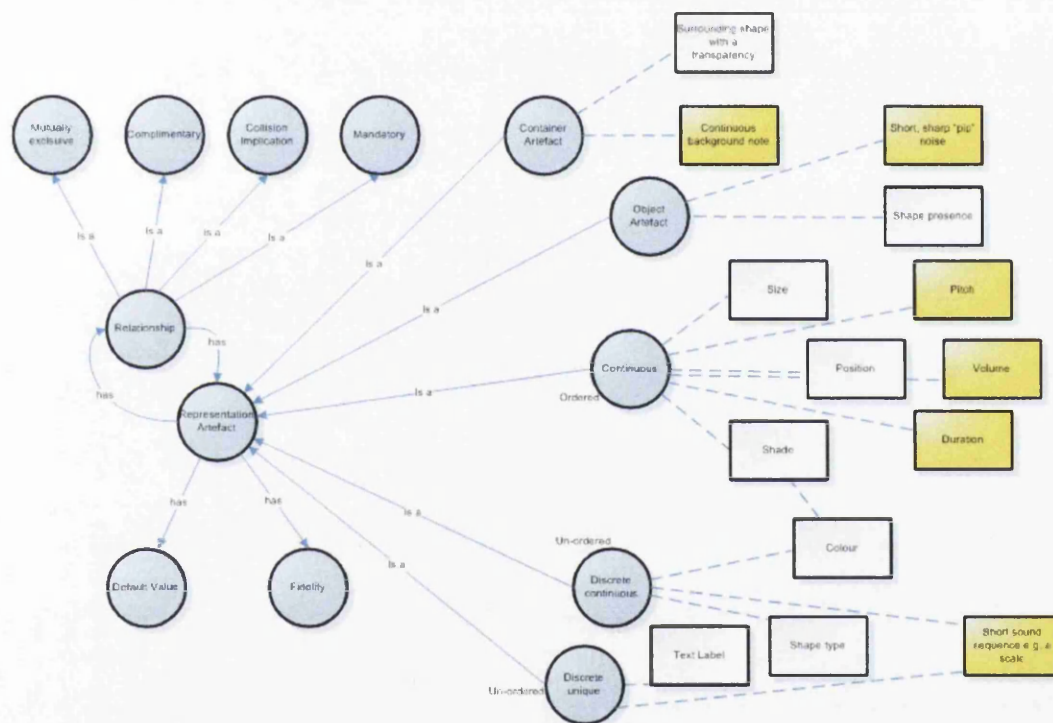 Surrounding shape
with a
transparency
Mutually
exclusive
Complimentary
Collision
Implication
Mandatory
Container
Artefact
Continuous
background note
Short, sharp "pip"
noise
Object
Artefact
Shape presence
Is a
Is a
Is a
Is a
Is a
Is a
Size
Pitch
Relationship
has
has
Continuous
Ordered
Position
Volume
Is a
Representation
Artefact
Shade
Duration
has
has
Is a
Is a
Un-ordered
Colour
Default Value
Fidelity
Discrete
continuous
Text Label
Shape type
Short sound
sequence e.g. a
scale
Un-ordered
Discrete
unique